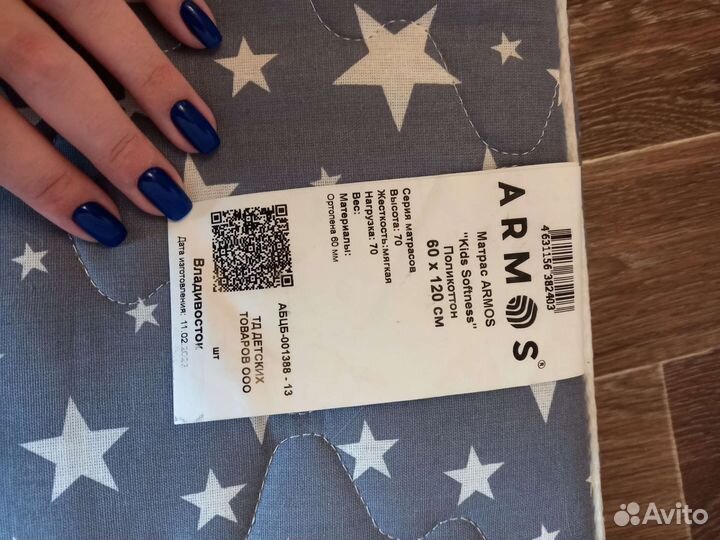 ARMOS®
4 631156 382403
Матрас ARMOS
"Kids Softness"
Поликоттон
60 x 120 см
Серия матрасов
Высота: 70
Жесткость:мягкая
Нагрузка: 70
Вес:
Материалы:
Ортопена 60 мм
АБЦБ-001388 - 13
ТД ДЕТСКИХ
ТОВАРОВ ООО
шт
Владивосток
Дата изготовления: 11.02.2023
Avito